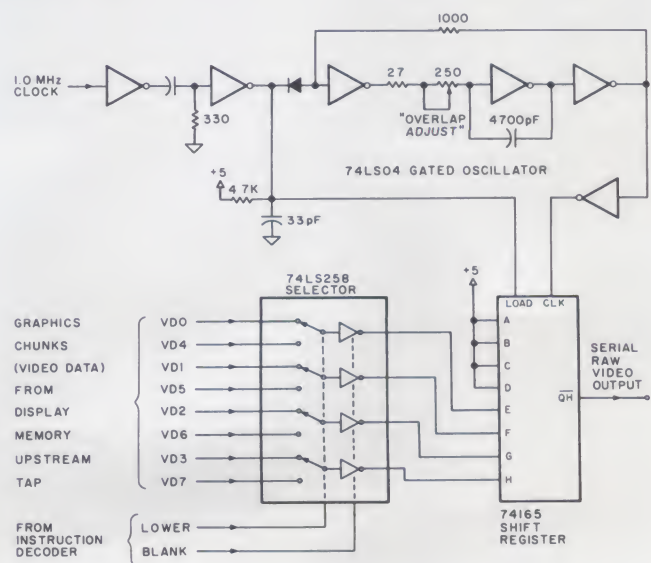 1000
1.0 MHz
CLOCK
27
250
330
"OVERLAP
ADJUST"
4700pF
+5
4.7K
74LS04 GATED OSCILLATOR
33pF
74LS258
SELECTOR
+5
LOAD CLK
GRAPHICS VD0
CHUNKS VD4
(VIDEO DATA) VD1
FROM VD5
DISPLAY VD2
MEMORY VD6
UPSTREAM VD3
TAP VD7
A
B
C
D
E
F
G
H
QH
SERIAL
RAW
VIDEO
OUTPUT
74165
SHIFT
REGISTER
FROM
INSTRUCTION
DECODER
LOWER
BLANK